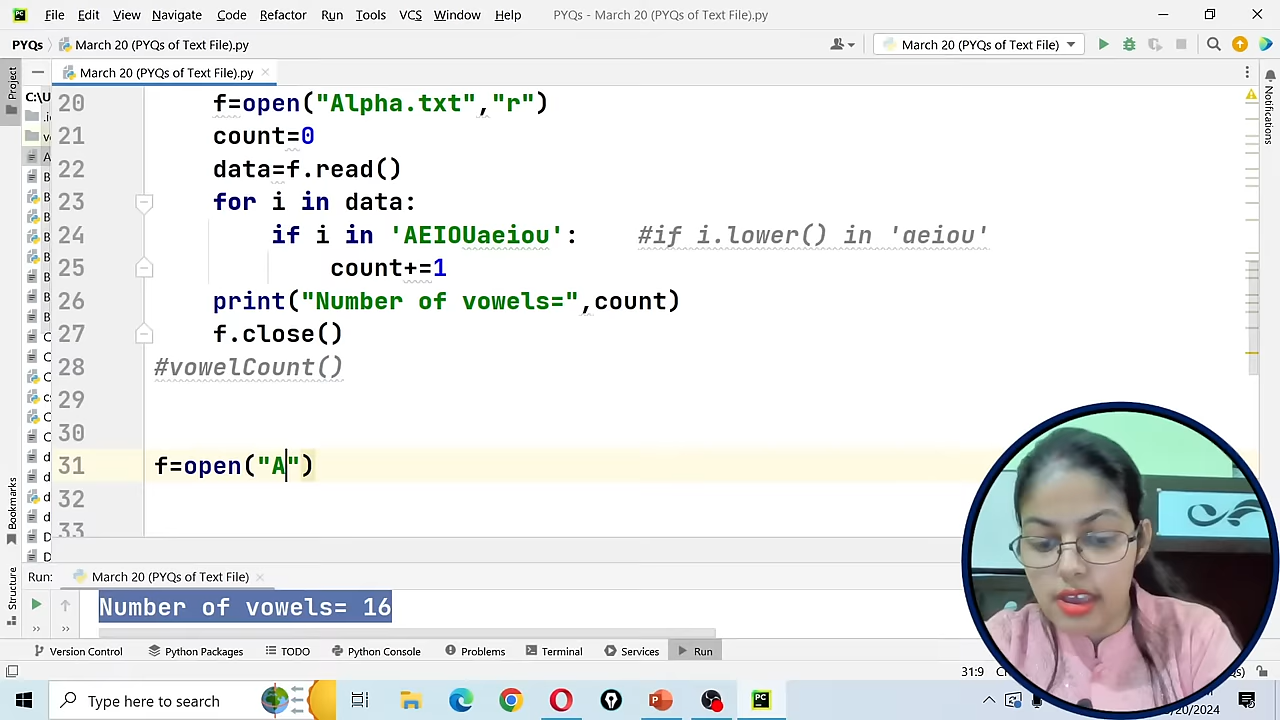 File Edit View Navigate Code Refactor Run Tools VCS Window Help PYQs - March 20 (PYQs of Text File).py
PYQs March 20 (PYQs of Text File).py March 20 (PYQs of Text File)
Project March 20 (PYQs of Text File).py
Notifications
C:\U
20 f=open("Alpha.txt","r")
21 count=0
22 data=f.read()
23 for i in data:
24 if i in 'AEIOUaeiou': #if i.lower() in 'aeiou'
25 count+=1
26 print("Number of vowels=",count)
27 f.close()
28 #vowelCount()
29
30
31 f=open("A")
32
33
Bookmarks
Structure
Run: March 20 (PYQs of Text File)
Number of vowels= 16
Version Control Python Packages TODO Python Console Problems Terminal Services Run
31:9
Type here to search